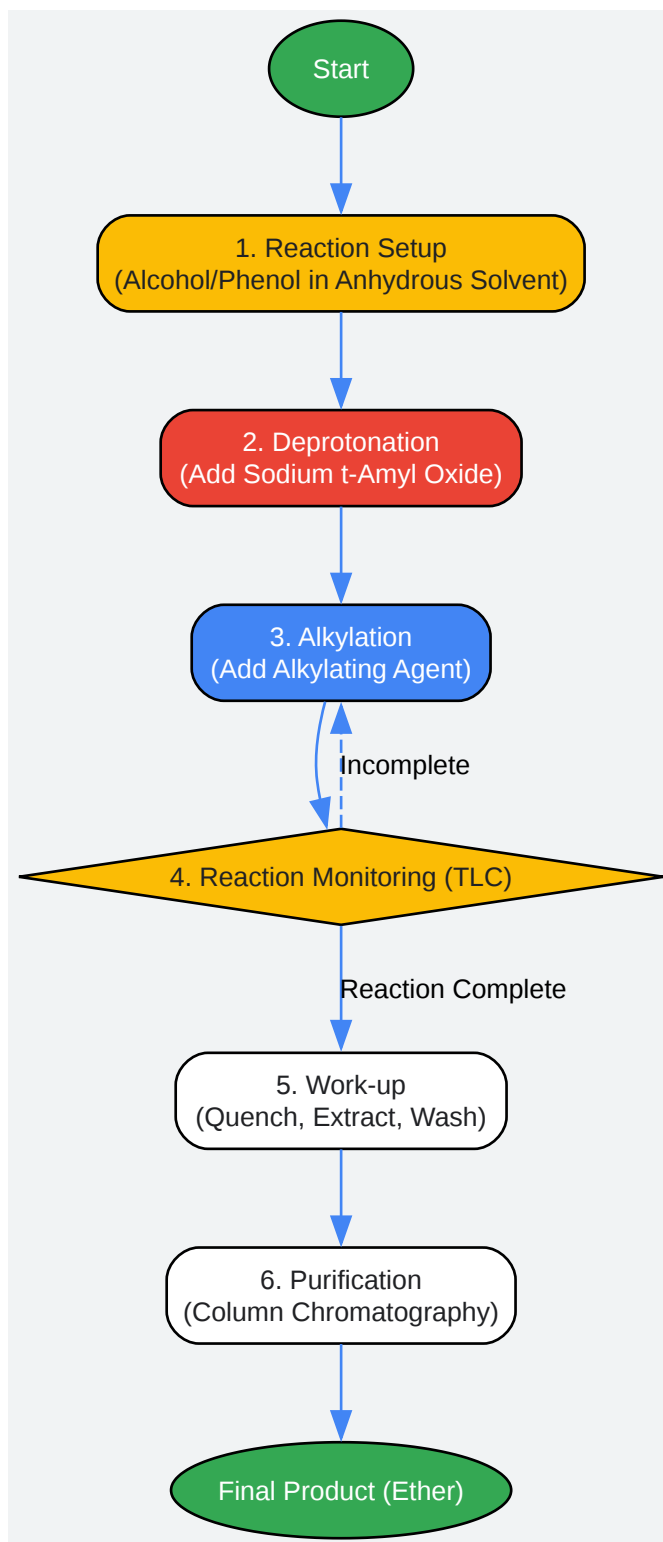 Start
1. Reaction Setup
(Alcohol/Phenol in Anhydrous Solvent)
2. Deprotonation
(Add Sodium t-Amyl Oxide)
3. Alkylation
(Add Alkylating Agent)
Incomplete
4. Reaction Monitoring (TLC)
Reaction Complete
5. Work-up
(Quench, Extract, Wash)
6. Purification
(Column Chromatography)
Final Product (Ether)